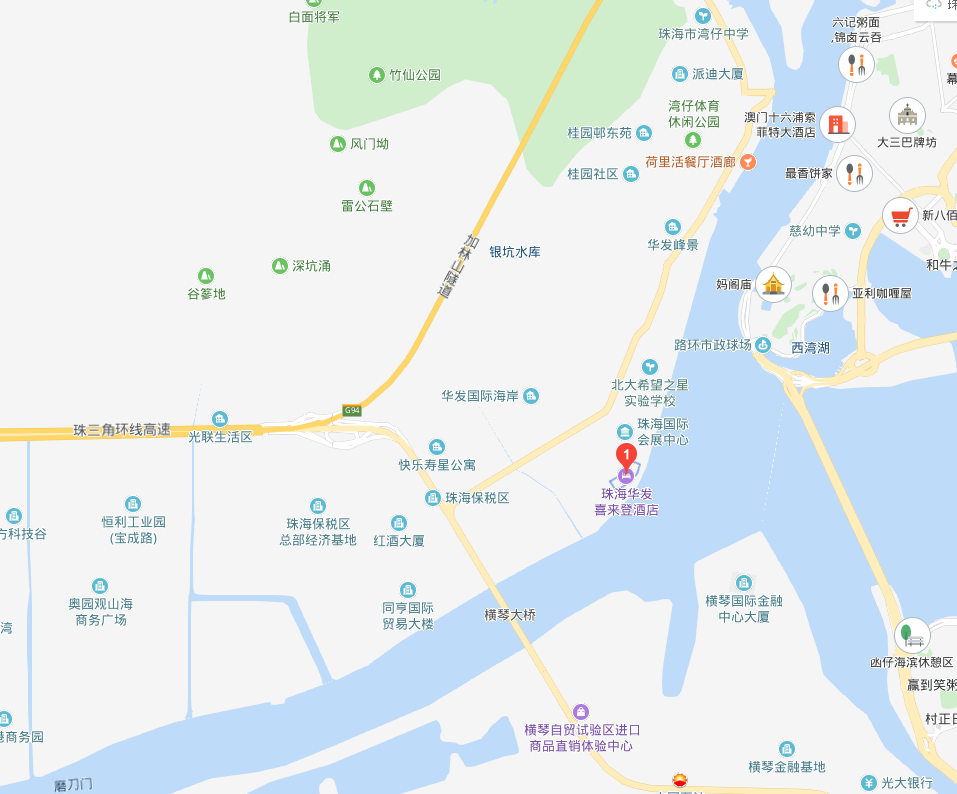 白面将军
珠海市湾仔中学
六记粥面
,锦卤云吞
竹仙公园
派迪大厦
湾仔体育
休闲公园
澳门十六浦索
菲特大酒店
大三巴牌坊
桂园邨东苑
风门坳
荷里活餐厅酒廊
桂园社区
最香饼家
雷公石壁
新八佰
慈幼中学
华发峰景
加林山隧道
银坑水库
深坑涌
和牛之
谷蓼地
妈阁庙
亚利咖喱屋
路环市政球场
西湾湖
北大希望之星
实验学校
华发国际海岸
G94
珠三角环线高速
光联生活区
珠海国际
会展中心
快乐寿星公寓
1
珠海保税区
珠海华发
喜来登酒店
方科技谷
恒利工业园
(宝成路)
珠海保税区
总部经济基地
红酒大厦
奥园观山海
商务广场
同亨国际
贸易大楼
横琴大桥
横琴国际金融
中心大厦
湾
氹仔海滨休憩区
赢到笑粥
村正日
横琴自贸试验区进口
商品直销体验中心
港商务园
横琴金融基地
磨刀门
光大银行